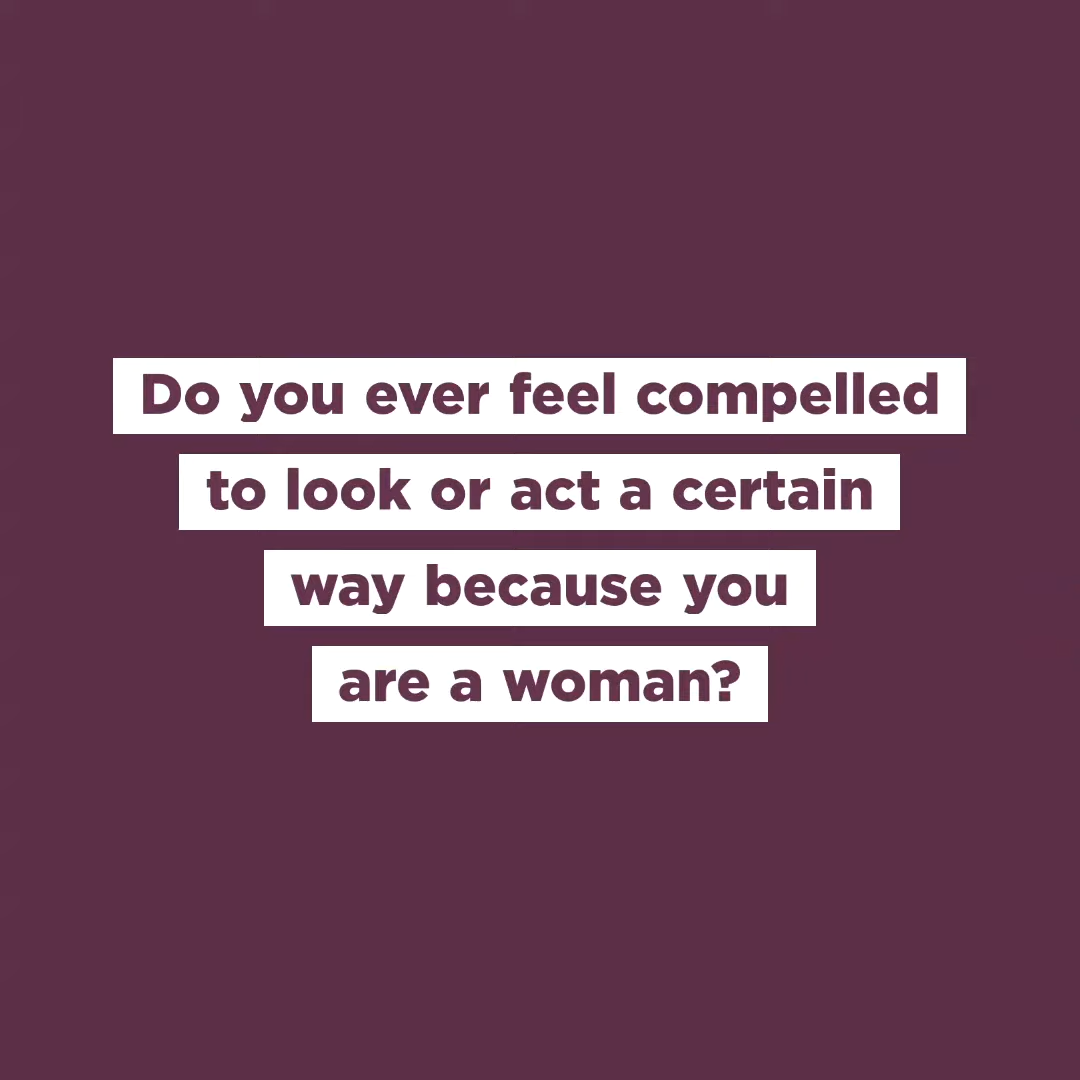 Do you ever feel compelled
to look or act a certain
way because you
are a woman?